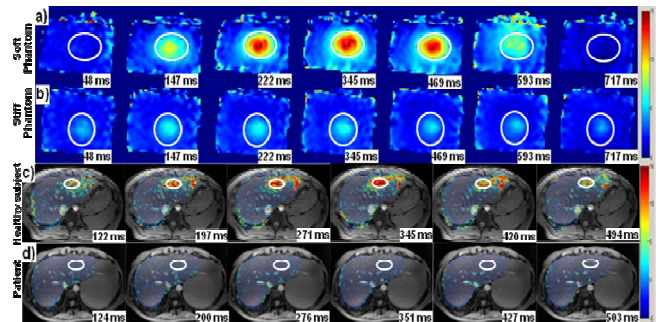 a)
Soft Phantom
48 ms 147 ms 222 ms 345 ms 469 ms 593 ms 717 ms
b)
Stiff Phantom
48 ms 147 ms 222 ms 345 ms 469 ms 593 ms 717 ms
c)
Healthy subject
122 ms 197 ms 271 ms 345 ms 420 ms 494 ms
d)
Patient
124 ms 200 ms 276 ms 351 ms 427 ms 503 ms